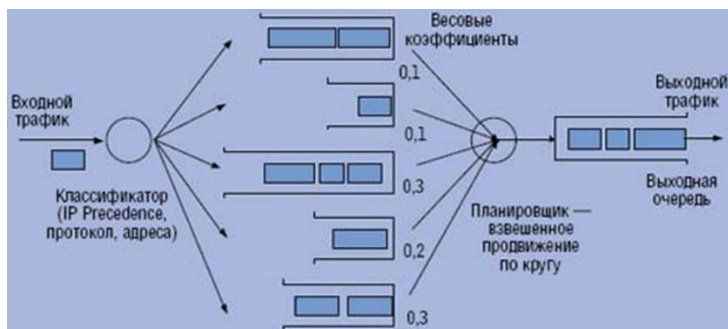 Весовые
коэффициенты
0,1
Входной
трафик
0,1
Выходной
трафик
Классификатор
(IP Precedence,
протокол, адреса)
0,3
Выходная
очередь
Планировщик —
взвешенное
продвижение
по кругу
0,2
0,3